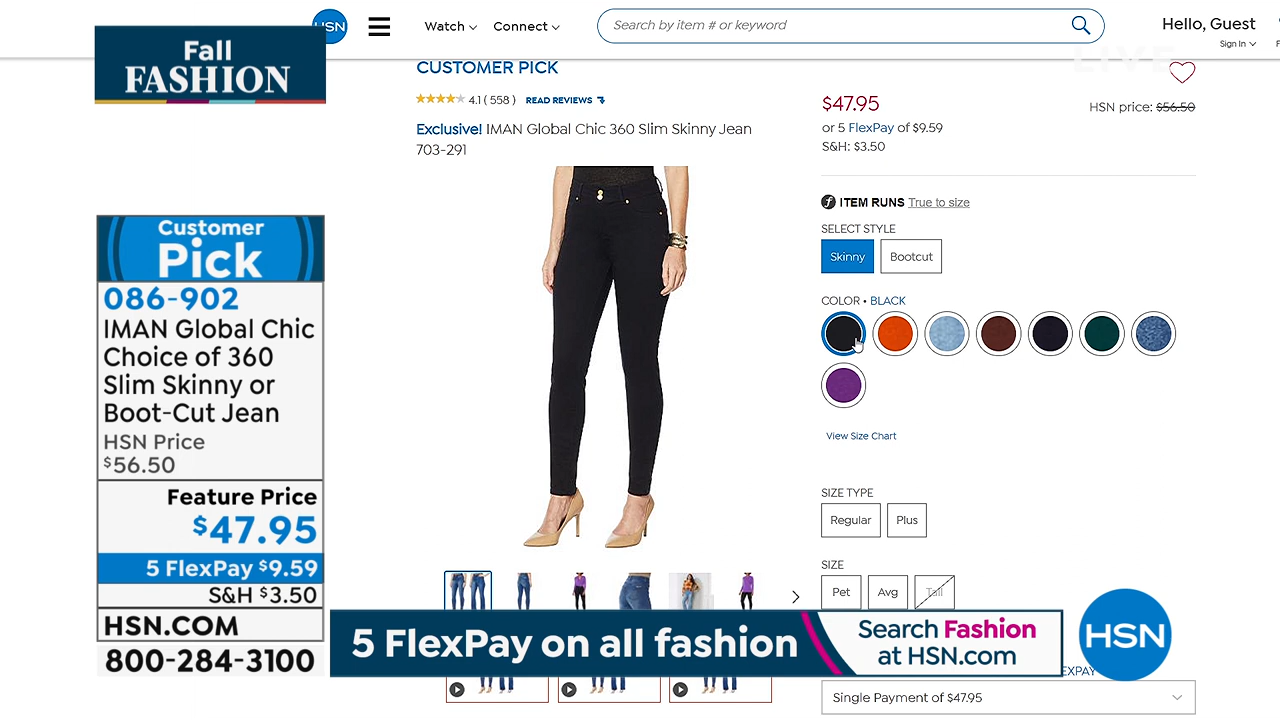 Fall
FASHION
HSN
Watch
Connect
Search by item # or keyword
Hello, Guest
Sign In
LIVE
CUSTOMER PICK
4.1 ( 558 ) READ REVIEWS
Exclusive! IMAN Global Chic 360 Slim Skinny Jean
703-291
$47.95
HSN price: $56.50
or 5 FlexPay of $9.59
S&H: $3.50
ITEM RUNS True to size
SELECT STYLE
Skinny
Bootcut
COLOR • BLACK
View Size Chart
SIZE TYPE
Regular
Plus
SIZE
Pet
Avg
Tall
Customer
Pick
086-902
IMAN Global Chic
Choice of 360
Slim Skinny or
Boot-Cut Jean
HSN Price
$56.50
Feature Price
$47.95
5 FlexPay $9.59
S&H $3.50
HSN.COM
800-284-3100
5 FlexPay on all fashion
Search Fashion
at HSN.com
HSN
EXPAY
Single Payment of $47.95